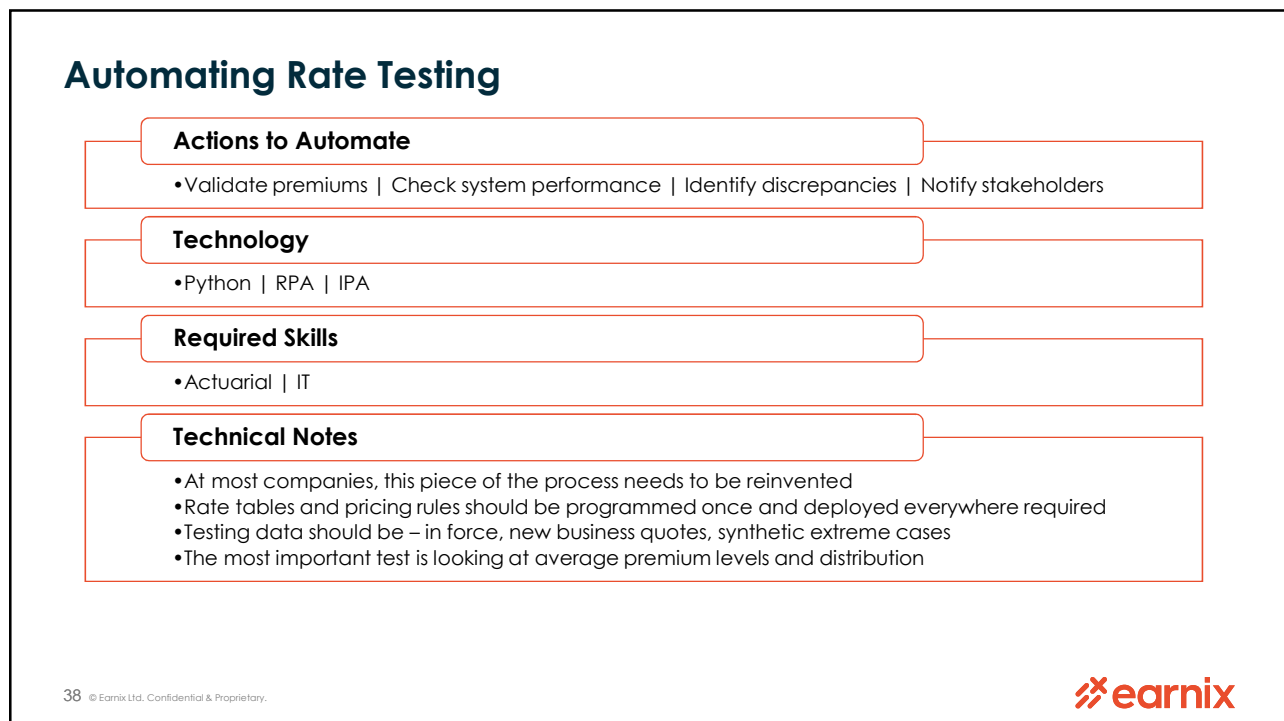 Automating Rate Testing
Actions to Automate
•Validate premiums | Check system performance | Identify discrepancies | Notify stakeholders
Technology
•Python | RPA | IPA
Required Skills
•Actuarial | IT
Technical Notes
•At most companies, this piece of the process needs to be reinvented
•Rate tables and pricing rules should be programmed once and deployed everywhere required
•Testing data should be – in force, new business quotes, synthetic extreme cases
•The most important test is looking at average premium levels and distribution
38 © Earnix Ltd. Confidential & Proprietary.
earnix